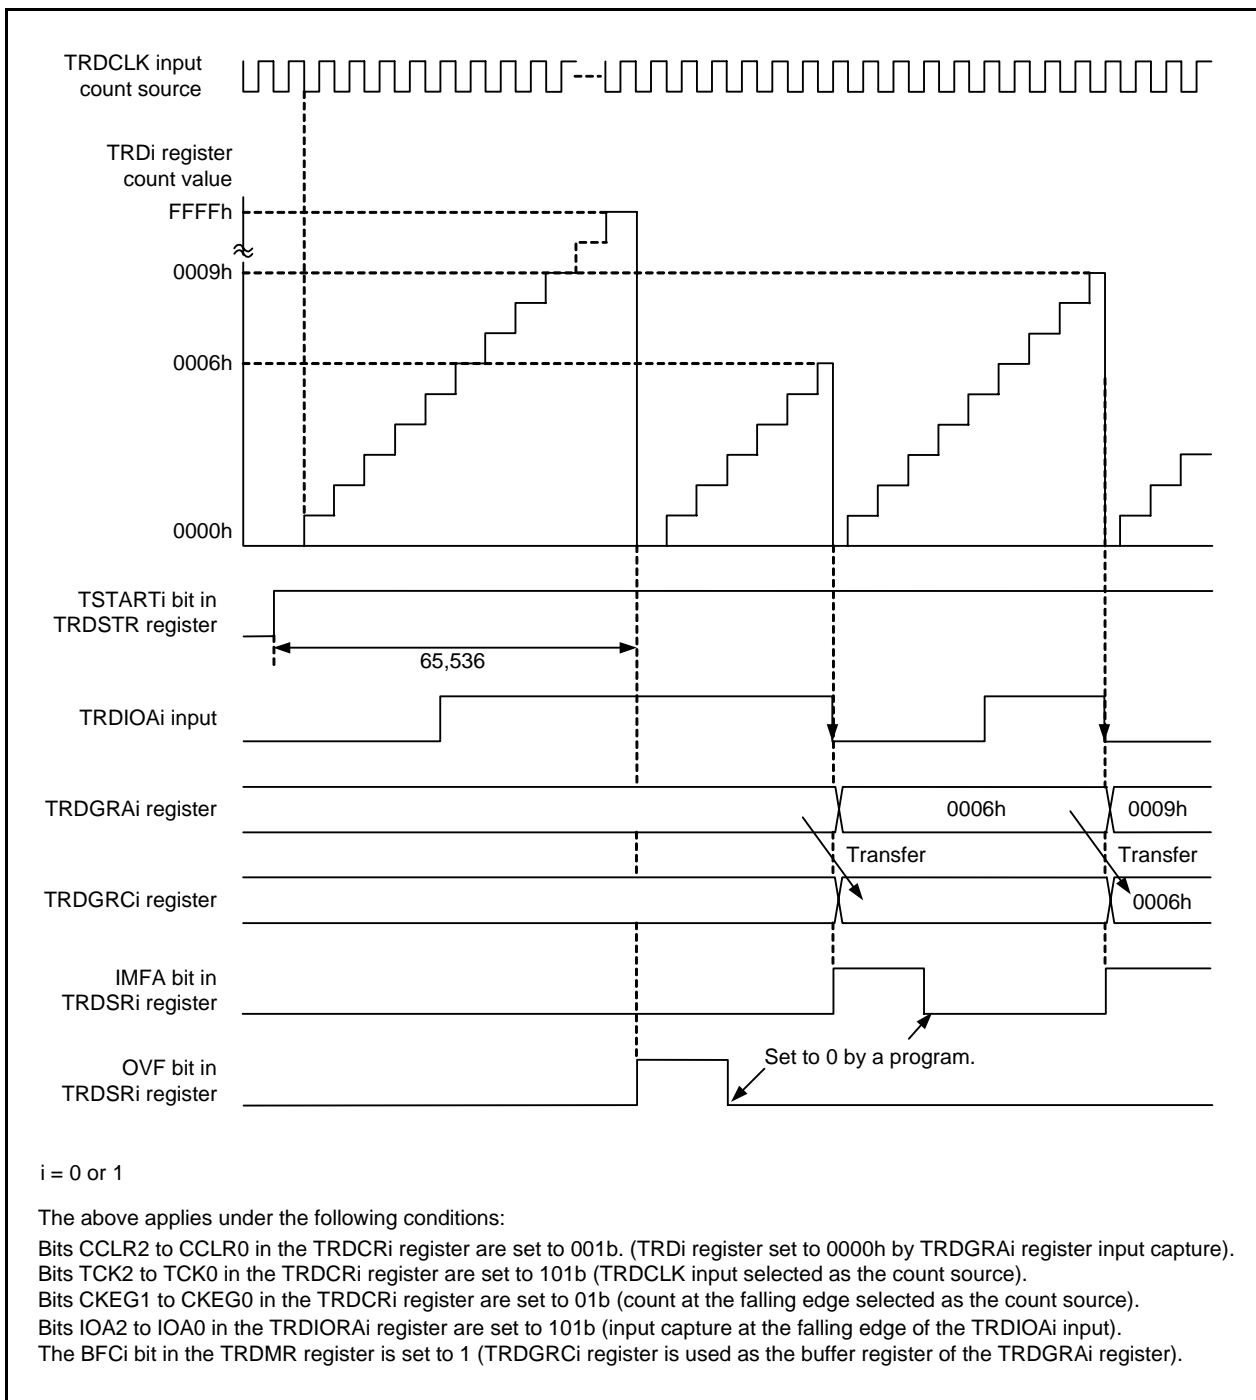 TRDCLK input
count source
TRDi register
count value
FFFFh
0009h
0006h
0000h
TSTARTi bit in
TRDSTR register
65,536
TRDIOAi input
TRDGRAi register
0006h
0009h
Transfer
Transfer
TRDGRCi register
0006h
IMFA bit in
TRDSRi register
Set to 0 by a program.
OVF bit in
TRDSRi register
i = 0 or 1
The above applies under the following conditions:
Bits CCLR2 to CCLR0 in the TRDCRi register are set to 001b. (TRDi register set to 0000h by TRDGRAi register input capture).
Bits TCK2 to TCK0 in the TRDCRi register are set to 101b (TRDCLK input selected as the count source).
Bits CKEG1 to CKEG0 in the TRDCRi register are set to 01b (count at the falling edge selected as the count source).
Bits IOA2 to IOA0 in the TRDIORAi register are set to 101b (input capture at the falling edge of the TRDIOAi input).
The BFCi bit in the TRDMR register is set to 1 (TRDGRCi register is used as the buffer register of the TRDGRAi register).